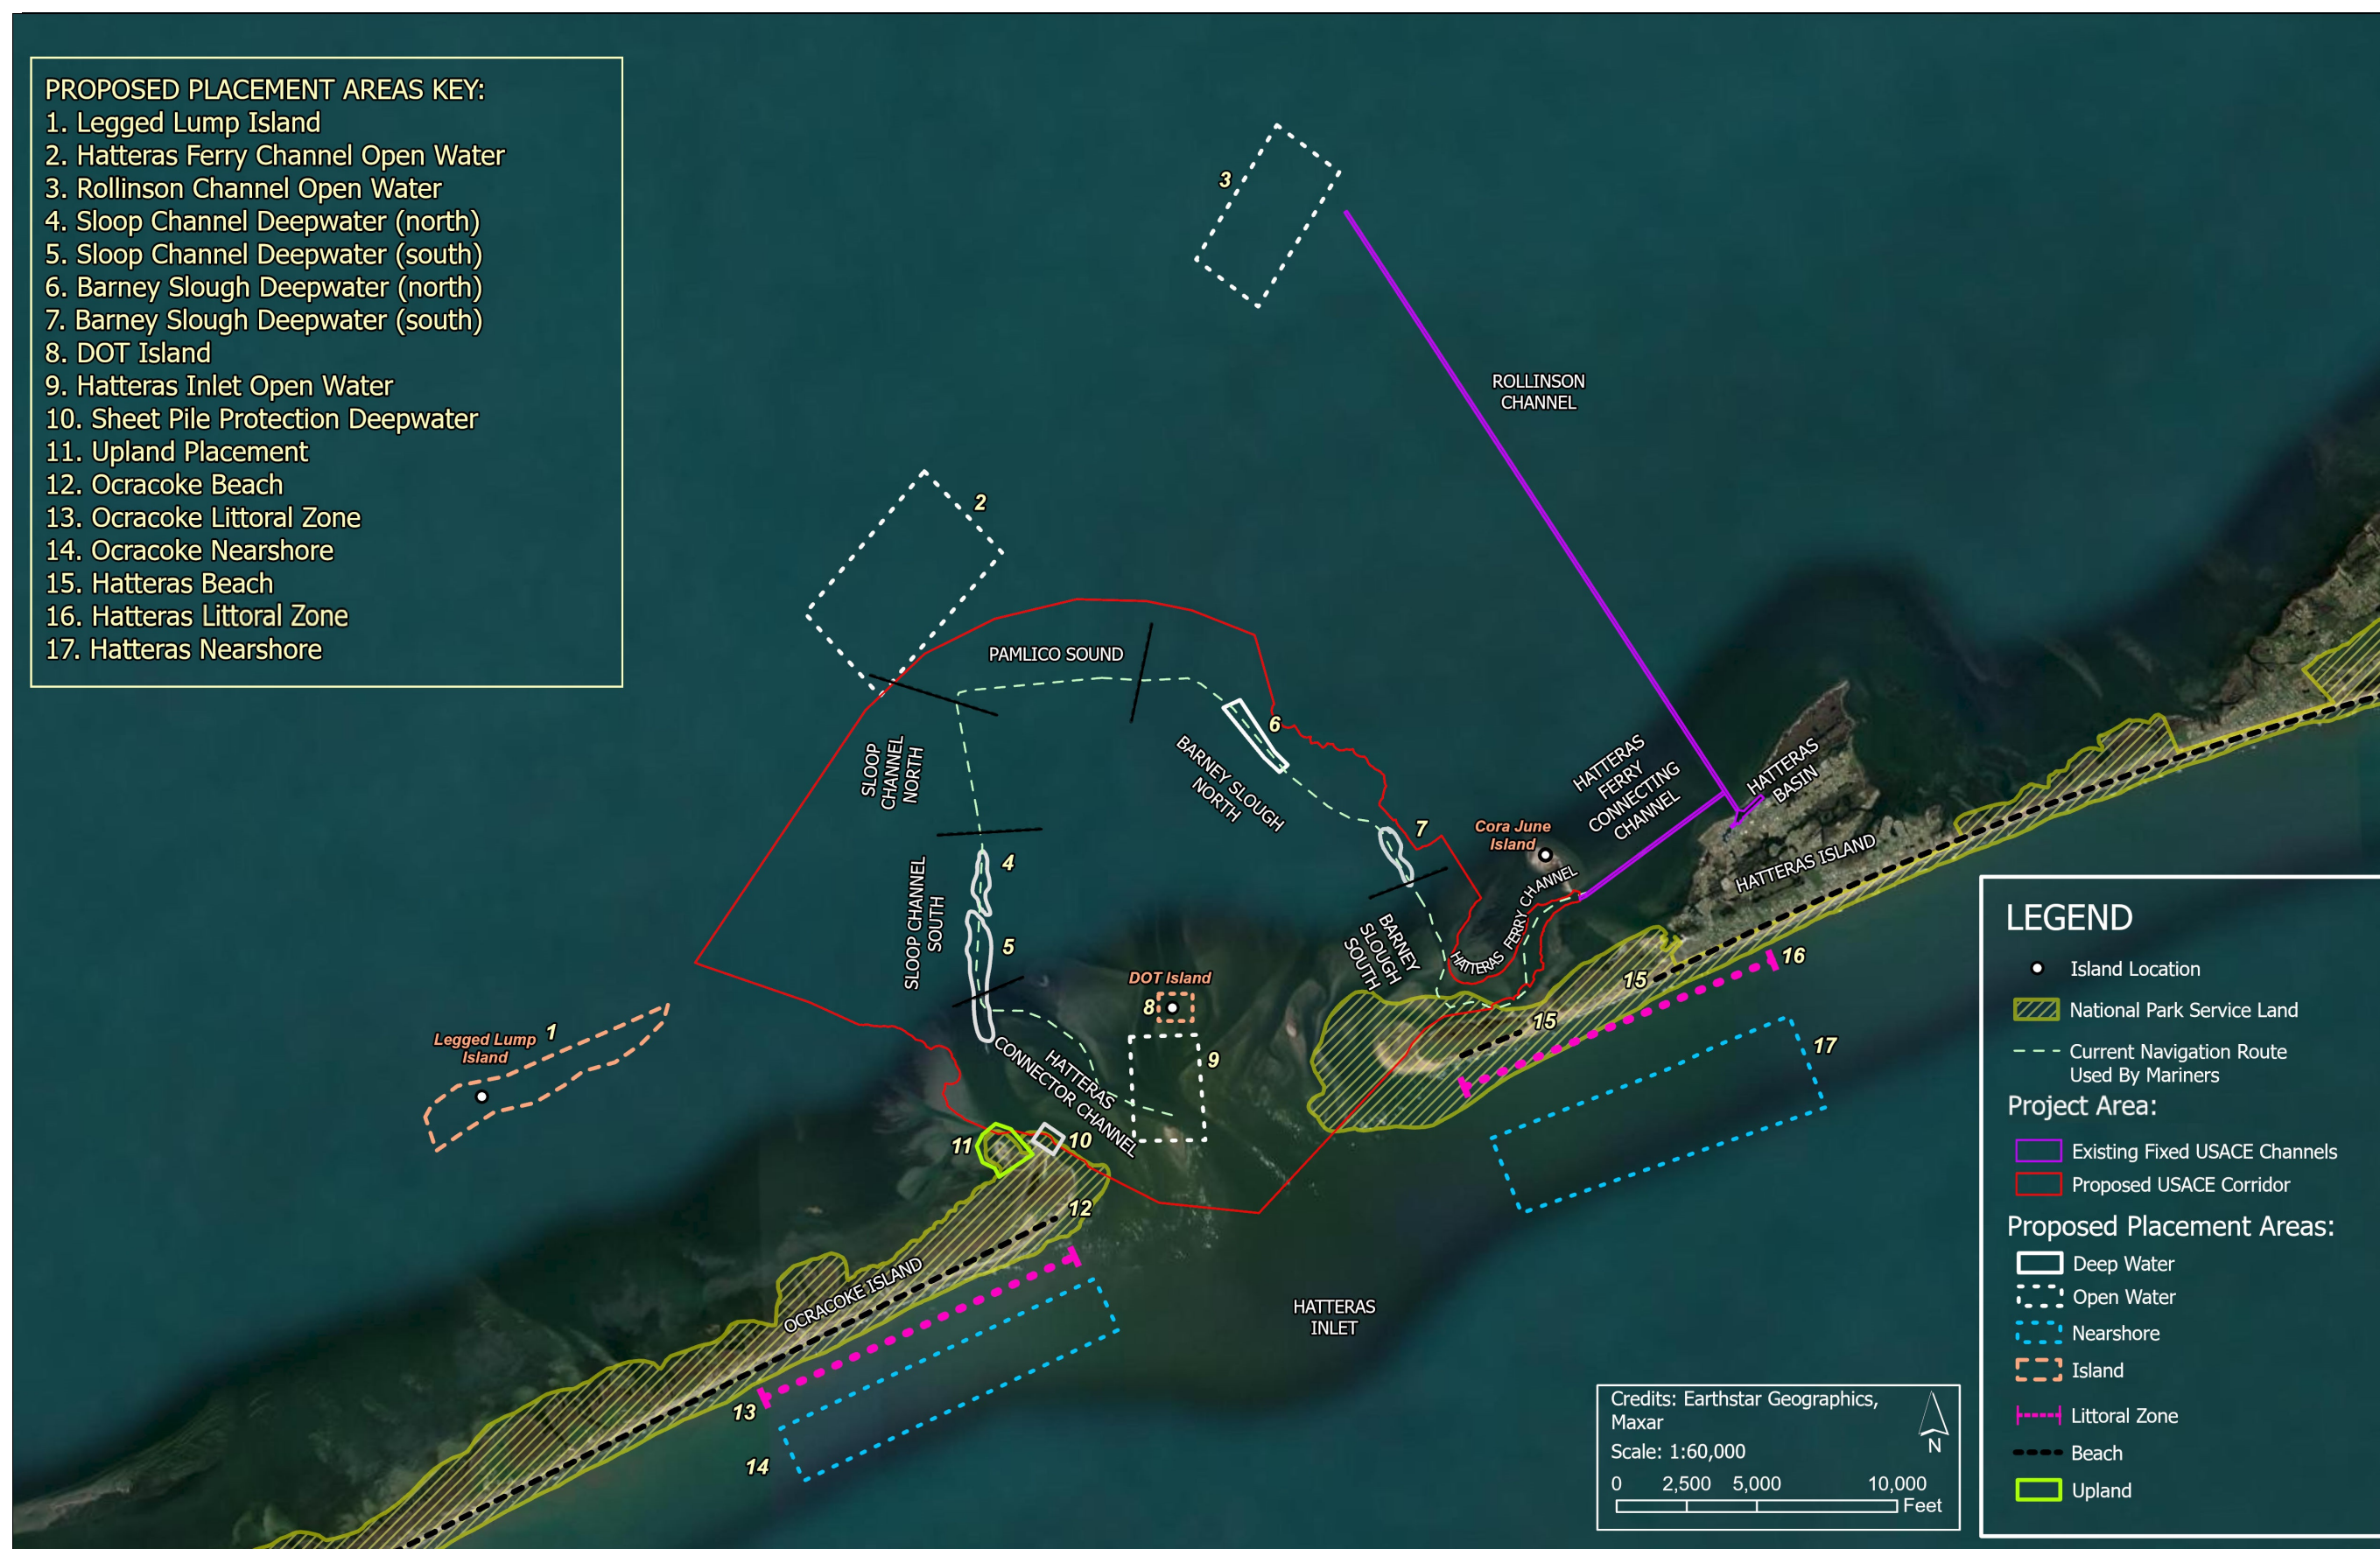 PROPOSED PLACEMENT AREAS KEY:
1. Legged Lump Island
2. Hatteras Ferry Channel Open Water
3. Rollinson Channel Open Water
4. Sloop Channel Deepwater (north)
5. Sloop Channel Deepwater (south)
6. Barney Slough Deepwater (north)
7. Barney Slough Deepwater (south)
8. DOT Island
9. Hatteras Inlet Open Water
10. Sheet Pile Protection Deepwater
11. Upland Placement
12. Ocracoke Beach
13. Ocracoke Littoral Zone
14. Ocracoke Nearshore
15. Hatteras Beach
16. Hatteras Littoral Zone
17. Hatteras Nearshore
3
ROLLINSON
CHANNEL
2
PAMLICO SOUND
6
SLOOP
CHANNEL
NORTH
BARNEY SLOUGH
NORTH
HATTERAS
FERRY
CONNECTING
CHANNEL
HATTERAS
BASIN
7
Cora June
Island
4
SLOOP CHANNEL
SOUTH
5
BARNEY
SLOUGH
SOUTH
HATTERAS FERRY CHANNEL
HATTERAS ISLAND
16
15
15
17
DOT Island
8
9
Legged Lump
Island
1
HATTERAS
CONNECTOR CHANNEL
11
10
12
OCRACOKE ISLAND
HATTERAS
INLET
13
14
LEGEND
Island Location
National Park Service Land
Current Navigation Route
Used By Mariners
Project Area:
Existing Fixed USACE Channels
Proposed USACE Corridor
Proposed Placement Areas:
Deep Water
Open Water
Nearshore
Island
Littoral Zone
Beach
Upland
Credits: Earthstar Geographics,
Maxar
Scale: 1:60,000
N
0 2,500 5,000 10,000
Feet